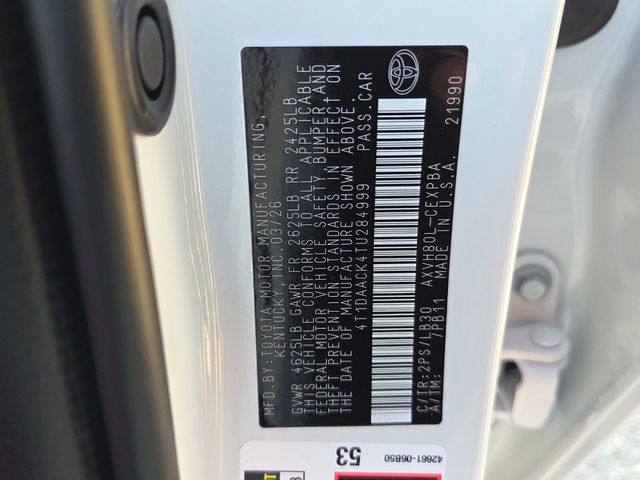 MFD.BY:TOYOTA MOTOR MANUFACTURING,
KENTUCKY, INC. 03/26
GVWR 4625LB GAWR FR 2625LB RR 2425LB
THIS VEHICLE CONFORMS TO ALL APPLICABLE
FEDERAL MOTOR VEHICLE SAFETY, BUMPER, AND
THEFT PREVENTION STANDARDS IN EFFECT ON
THE DATE OF MANUFACTURE SHOWN ABOVE.
4T1DAACK4TU284999 PASS.CAR
C/TR:2PS/LB30 AXVH80L-CEXPBA
A/TM: 7PB11 MADE IN U.S.A. 21990
53
42661-06B50